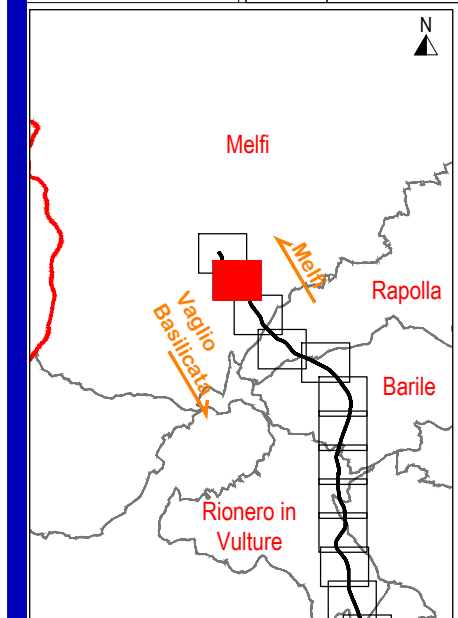 N
Melfi
Melfi
Rapolla
Vaglio
Basilicata
Barile
Rionero in
Vulture